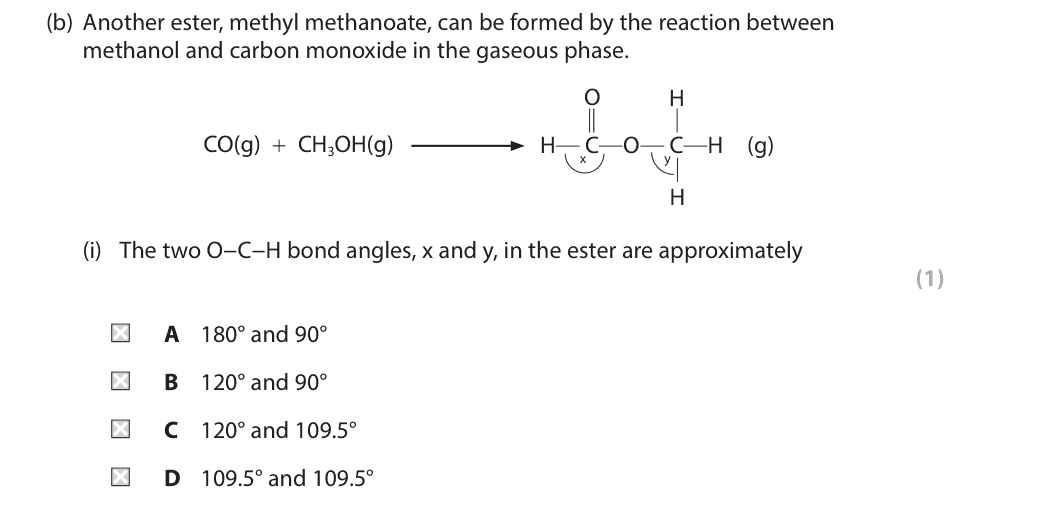 (b) Another ester, methyl methanoate, can be formed by the reaction between
methanol and carbon monoxide in the gaseous phase.
O H
CO(g) + CH₃OH(g) H C O C H (g)
x y
H
(i) The two O–C–H bond angles, x and y, in the ester are approximately
(1)
A 180° and 90°
B 120° and 90°
C 120° and 109.5°
D 109.5° and 109.5°